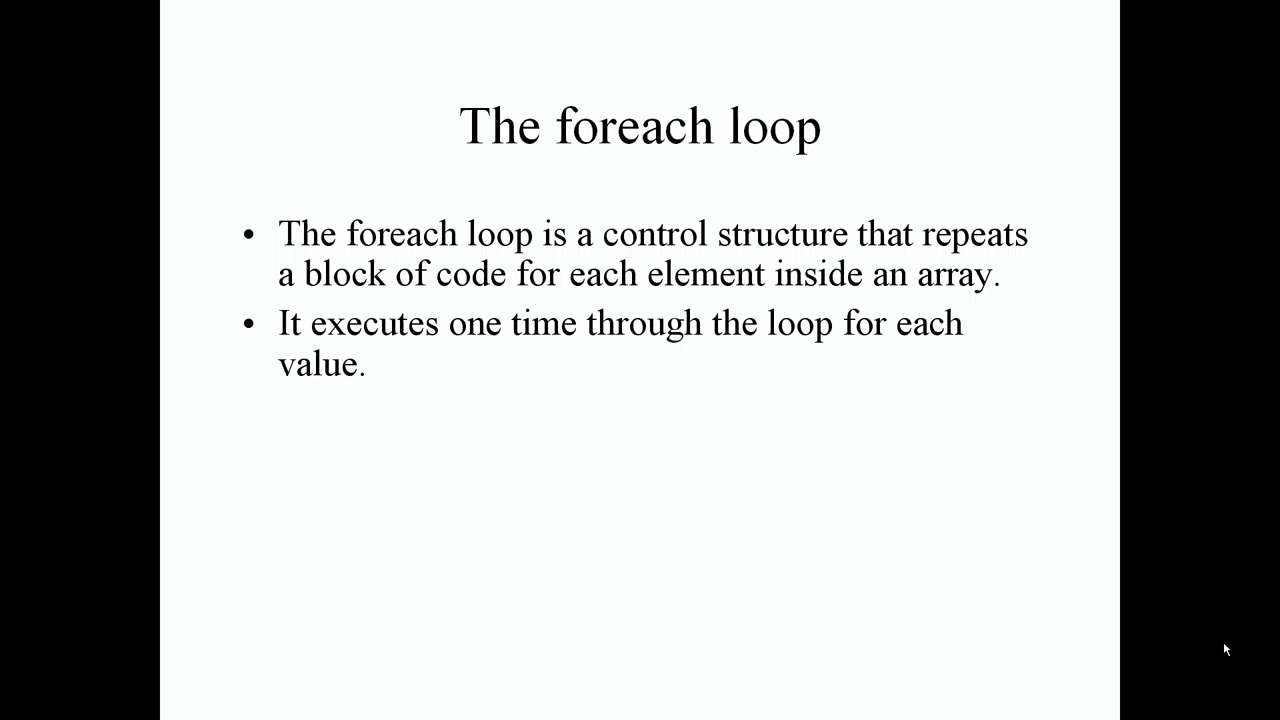 The foreach loop
• The foreach loop is a control structure that repeats
a block of code for each element inside an array.
• It executes one time through the loop for each
value.